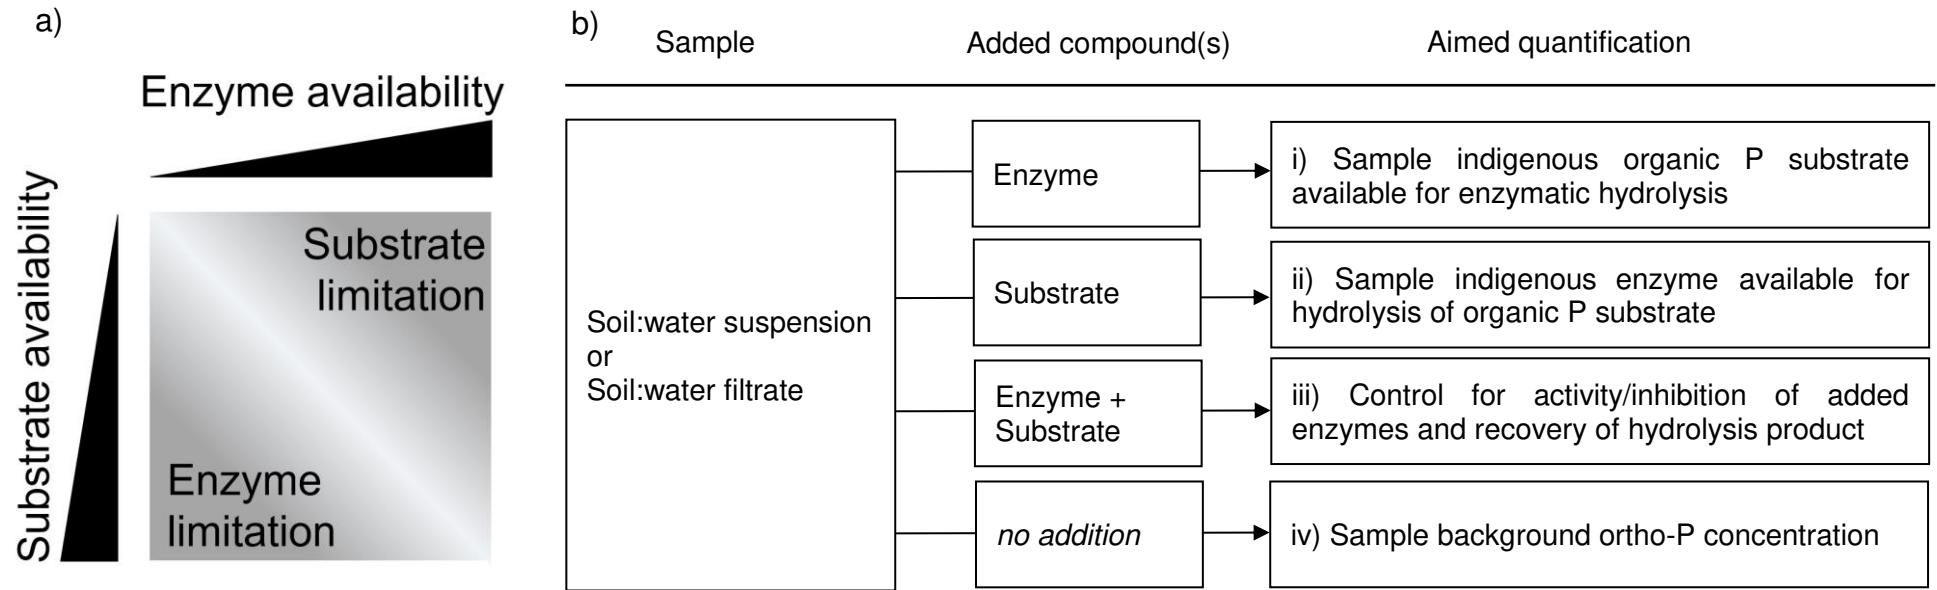 a)
Enzyme availability
Substrate availability
Substrate
limitation
Enzyme
limitation
b)
Sample
Added compound(s)
Aimed quantification
Soil:water suspension
or
Soil:water filtrate
Enzyme
i) Sample indigenous organic P substrate
available for enzymatic hydrolysis
Substrate
ii) Sample indigenous enzyme available for
hydrolysis of organic P substrate
Enzyme +
Substrate
iii) Control for activity/inhibition of added
enzymes and recovery of hydrolysis product
no addition
iv) Sample background ortho-P concentration